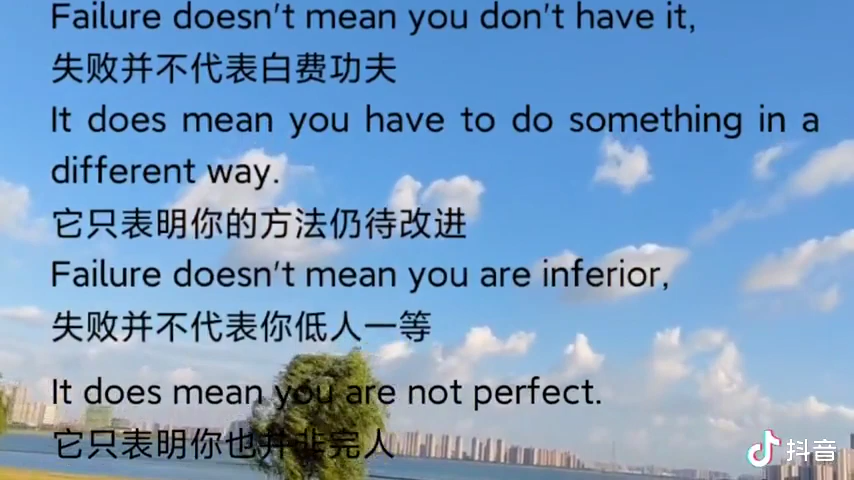 Failure doesn't mean you don't have it,
失败并不代表白费功夫
It does mean you have to do something in a
different way.
它只表明你的方法仍待改进
Failure doesn't mean you are inferior,
失败并不代表你低人一等
It does mean you are not perfect.
它只表明你也并非完人
抖音